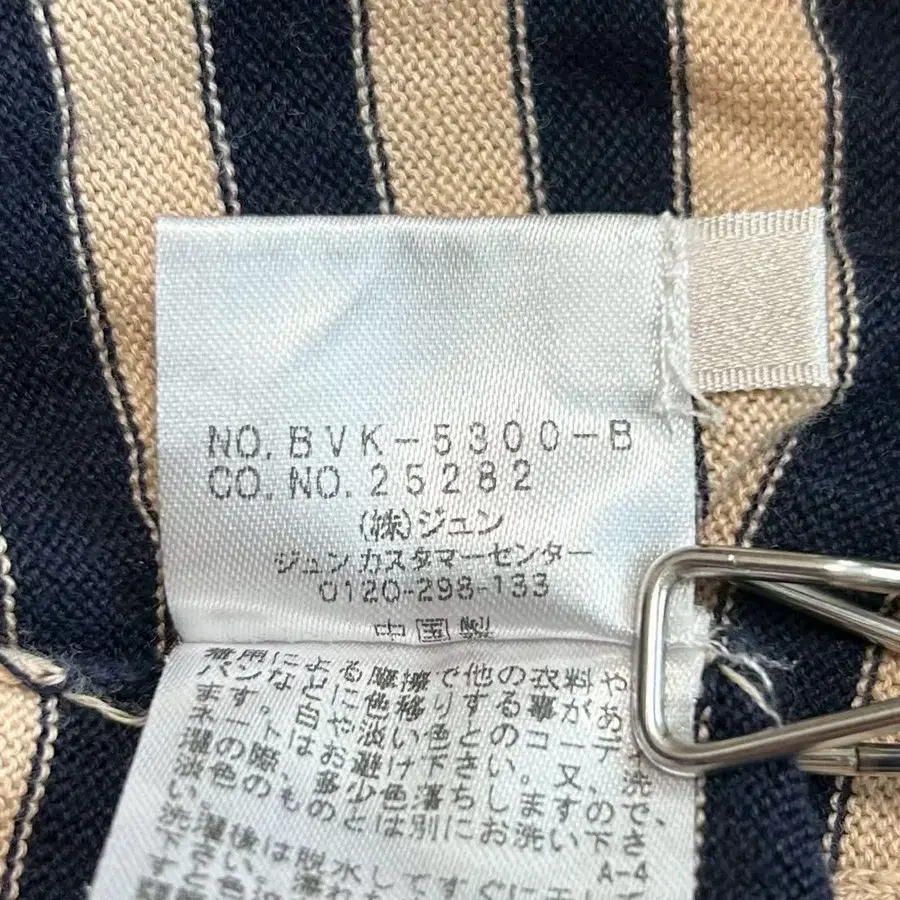 NO. BVK-5300-B
CO. NO. 25282
(株)ジュン
ジュン カスタマーセンター
0120-298-133
中国製
着用による摩擦で他の衣料や
バンなどに色移りする事があ
ます。白や淡い色とのコーデ
ネートは、お避け下さい。又、洗
濯の際、多少色落ちしますので
淡い色のものとは別にお洗い下さ
A-4
洗濯後は脱水してすぐに